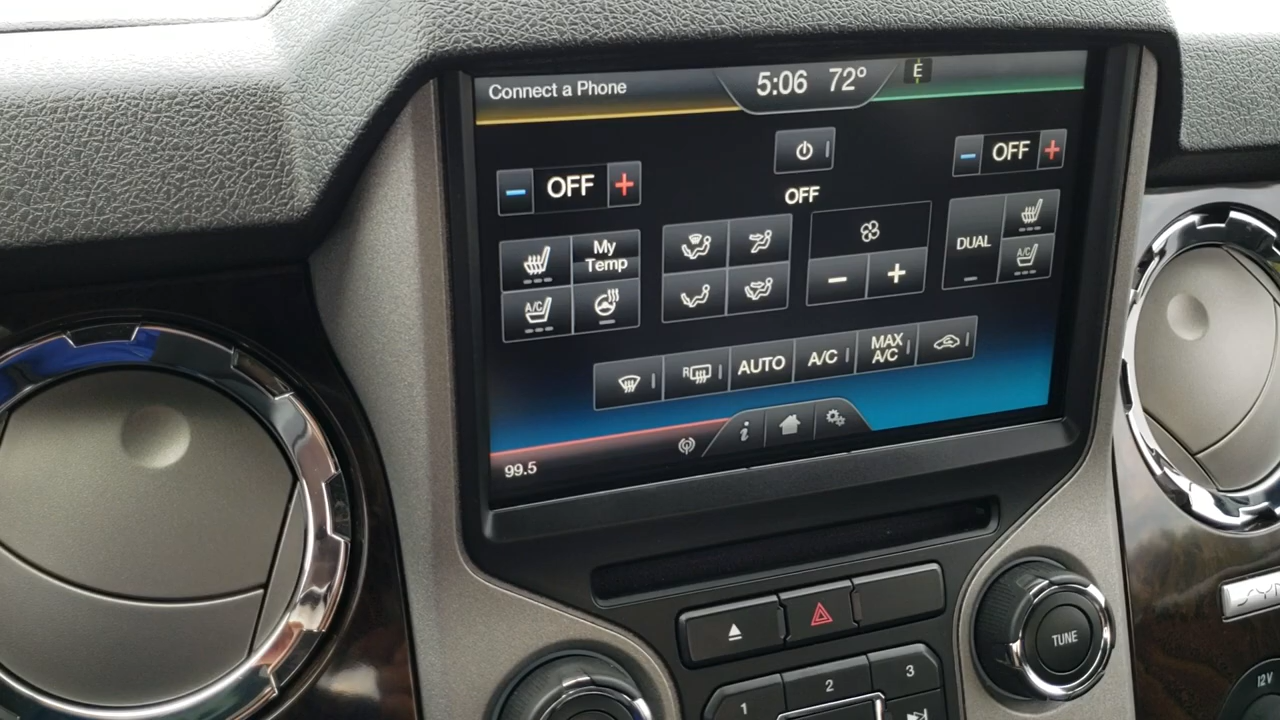 Connect a Phone
5:06 72°
E
- OFF +
OFF
- OFF +
My
Temp
A/C
- +
DUAL
A/C
R
AUTO
A/C
MAX
A/C
i
99.5
TUNE
1
2
3
12V